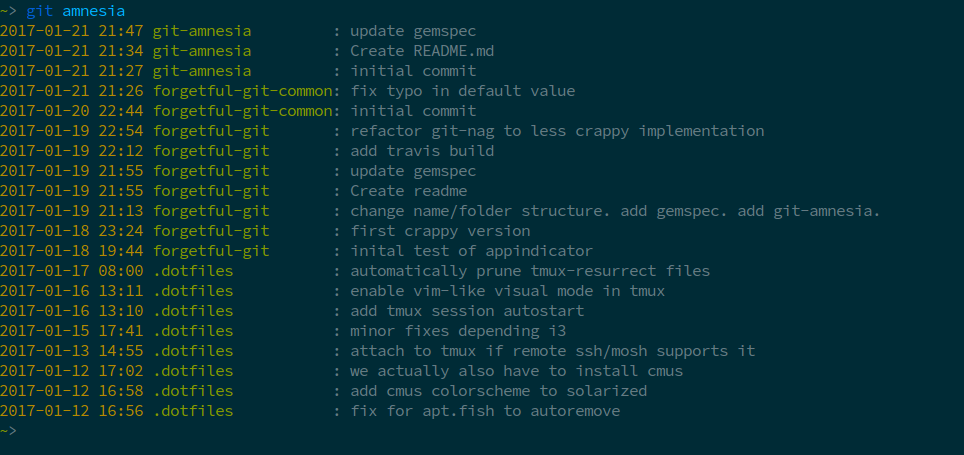 ~> git amnesia
2017-01-21 21:47 git-amnesia         : update gemspec
2017-01-21 21:34 git-amnesia         : Create README.md
2017-01-21 21:27 git-amnesia         : initial commit
2017-01-21 21:26 forgetful-git-common: fix typo in default value
2017-01-20 22:44 forgetful-git-common: initial commit
2017-01-19 22:54 forgetful-git       : refactor git-nag to less crappy implementation
2017-01-19 22:12 forgetful-git       : add travis build
2017-01-19 21:55 forgetful-git       : update gemspec
2017-01-19 21:55 forgetful-git       : Create readme
2017-01-19 21:13 forgetful-git       : change name/folder structure. add gemspec. add git-amnesia.
2017-01-18 23:24 forgetful-git       : first crappy version
2017-01-18 19:44 forgetful-git       : inital test of appindicator
2017-01-17 08:00 .dotfiles           : automatically prune tmux-resurrect files
2017-01-16 13:11 .dotfiles           : enable vim-like visual mode in tmux
2017-01-16 13:10 .dotfiles           : add tmux session autostart
2017-01-15 17:41 .dotfiles           : minor fixes depending i3
2017-01-13 14:55 .dotfiles           : attach to tmux if remote ssh/mosh supports it
2017-01-12 17:02 .dotfiles           : we actually also have to install cmus
2017-01-12 16:58 .dotfiles           : add cmus colorscheme to solarized
2017-01-12 16:56 .dotfiles           : fix for apt.fish to autoremove
~>